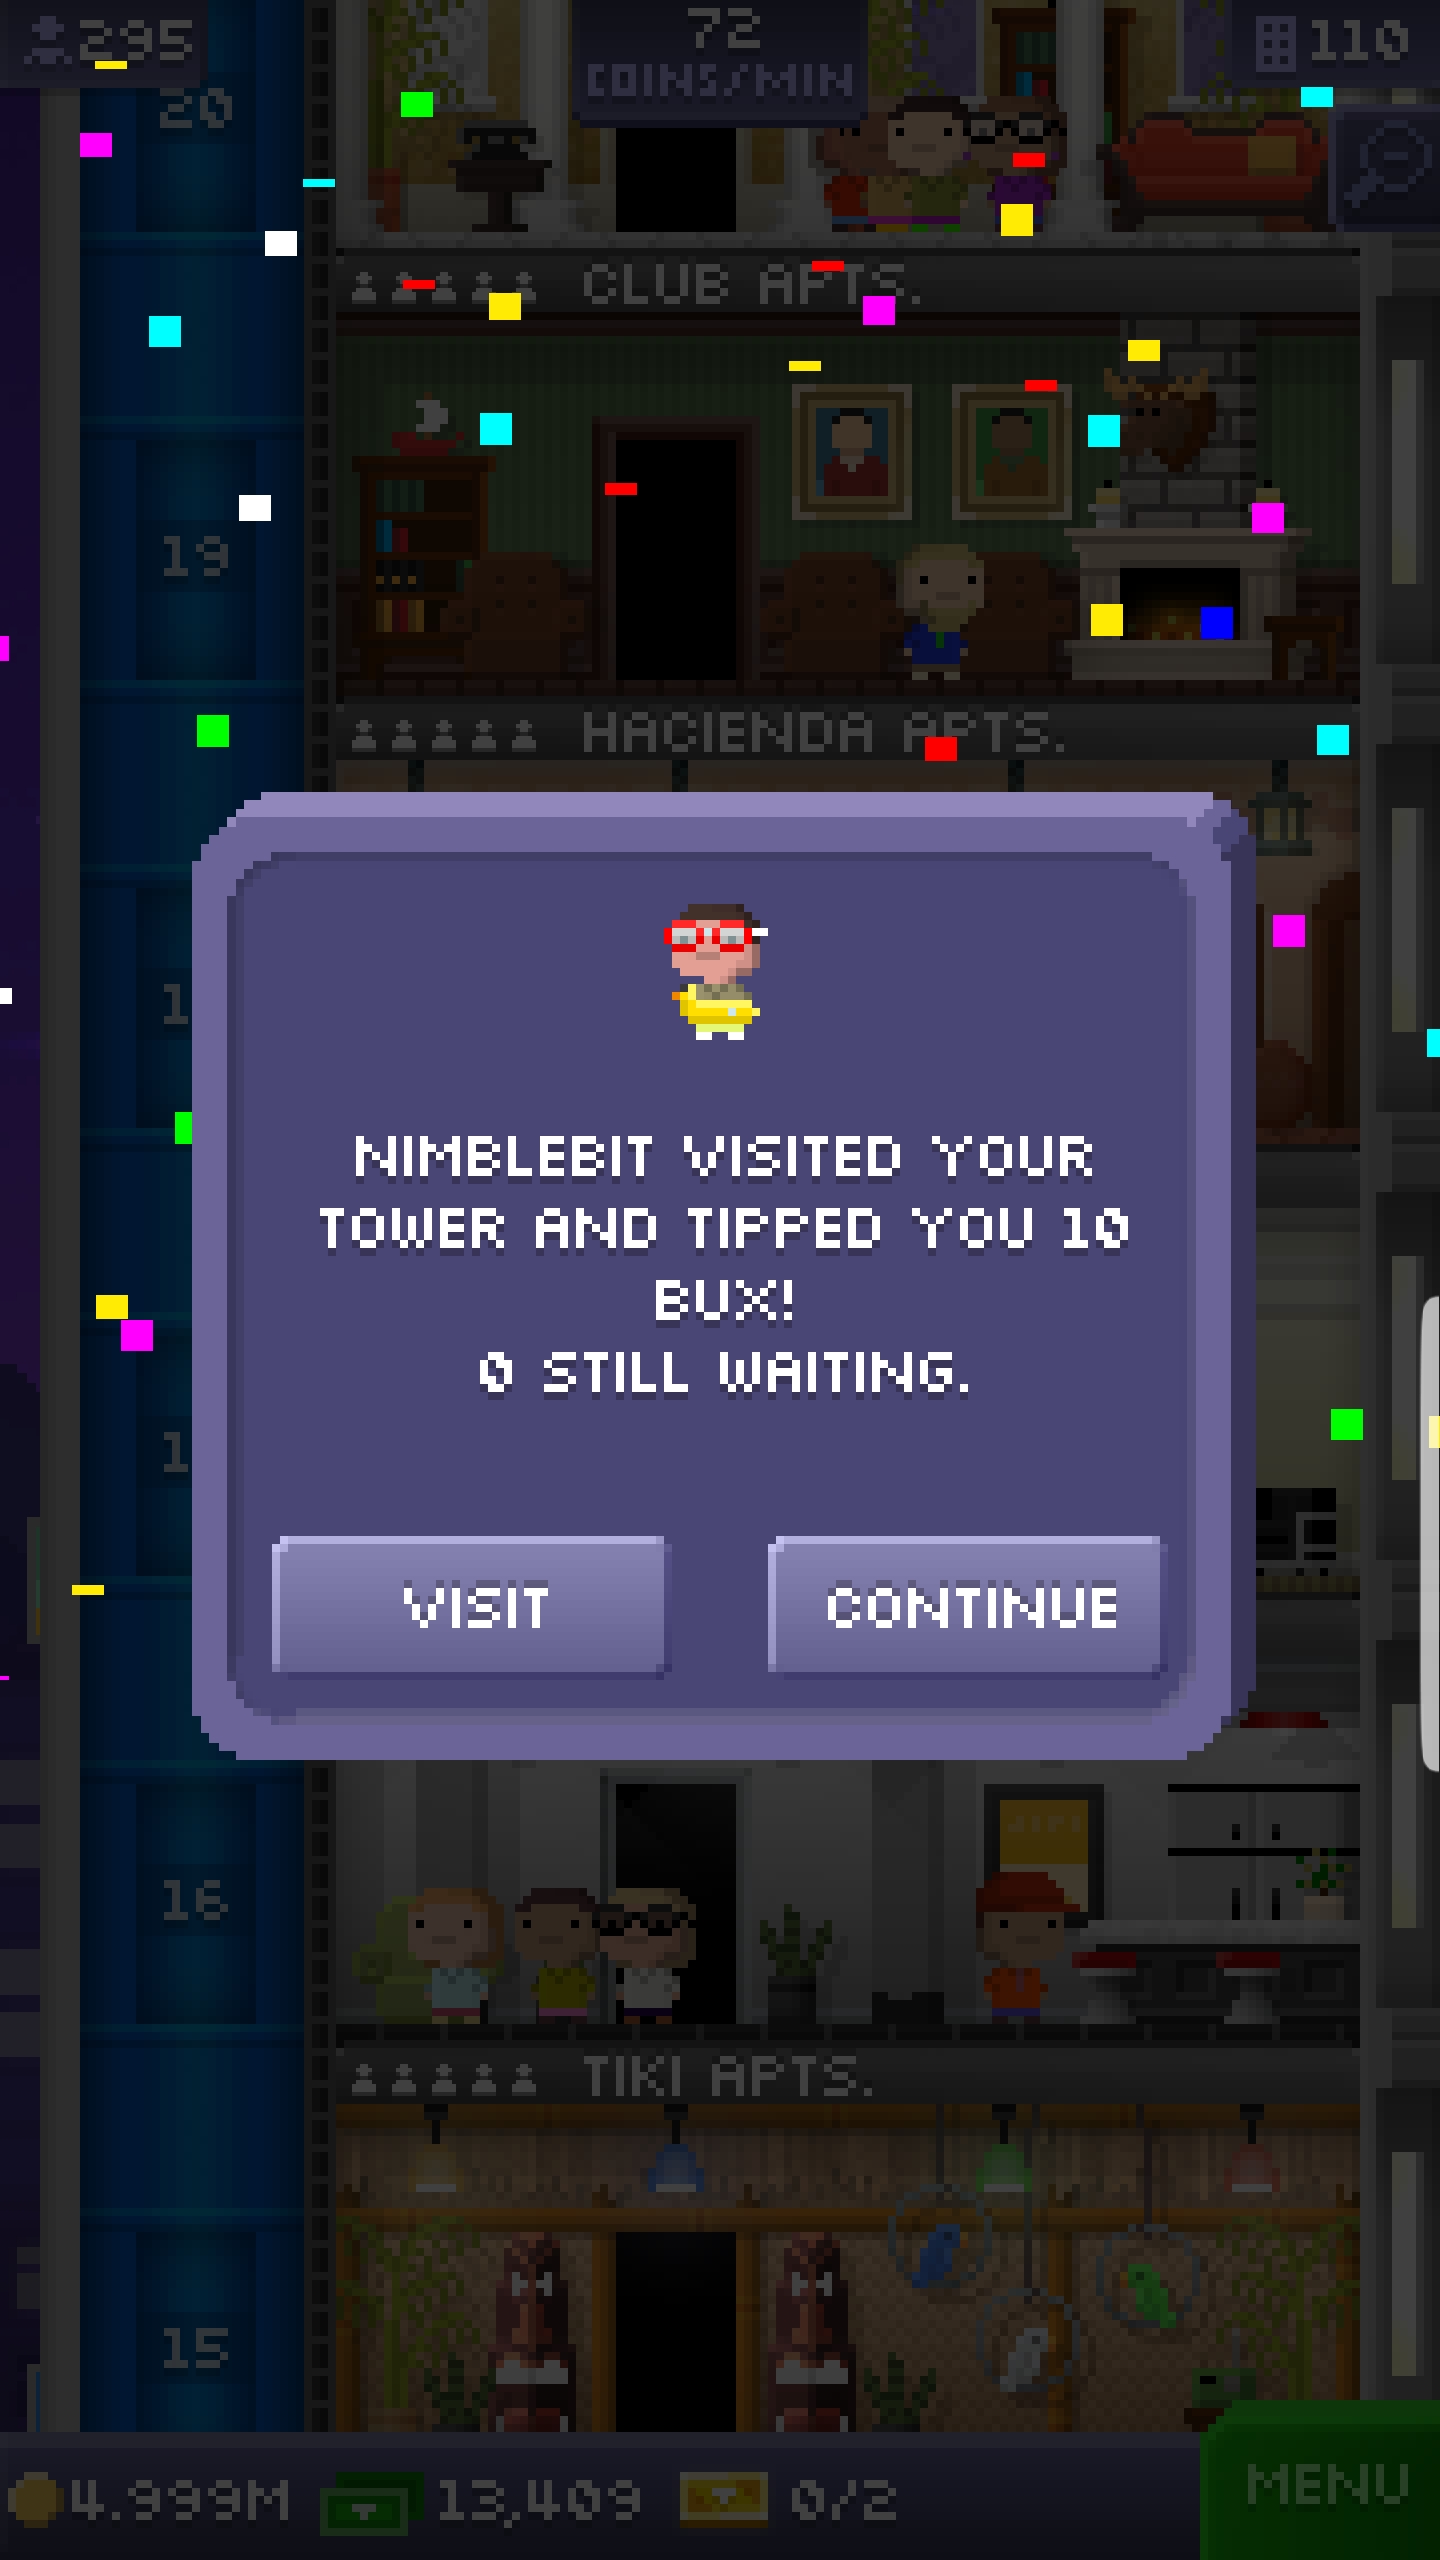 295
72
COINS/MIN
110
20
CLUB APTS.
19
HACIENDA APTS.
NIMBLEBIT VISITED YOUR
TOWER AND TIPPED YOU 10
BUX!
0 STILL WAITING.
VISIT
CONTINUE
16
TIKI APTS.
15
4.999M
13,409
0/2
MENU